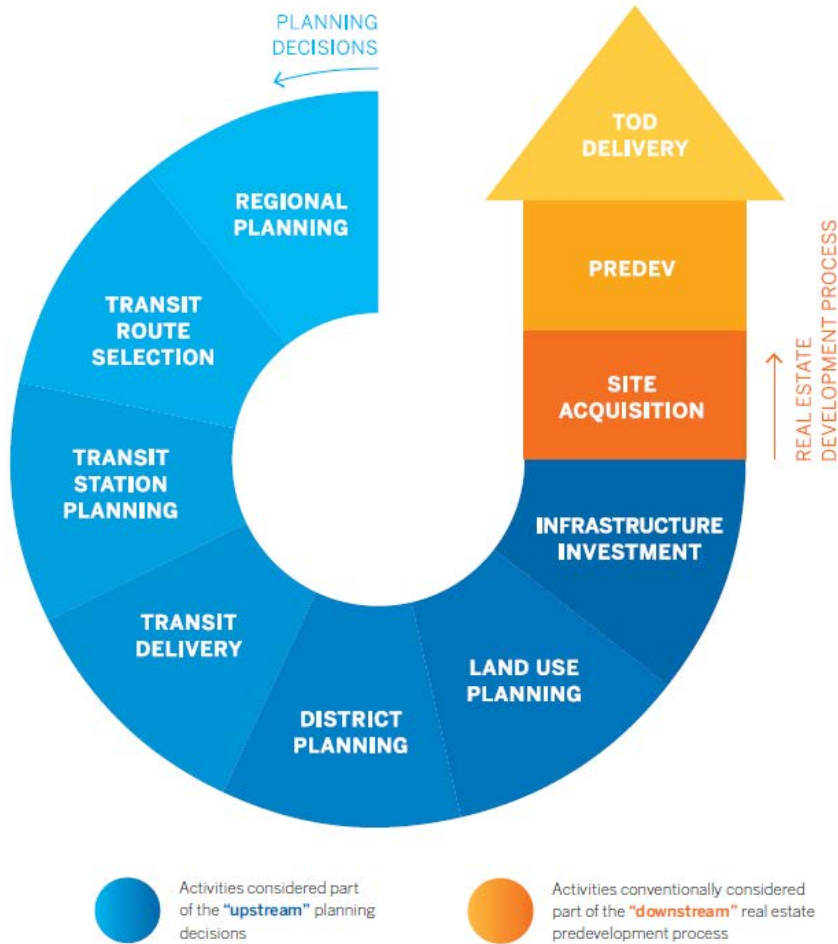 PLANNING
DECISIONS
REGIONAL
PLANNING
TRANSIT
ROUTE
SELECTION
TRANSIT
STATION
PLANNING
TRANSIT
DELIVERY
DISTRICT
PLANNING
LAND USE
PLANNING
INFRASTRUCTURE
INVESTMENT
SITE
ACQUISITION
PREDEV
TOD
DELIVERY
REAL ESTATE
DEVELOPMENT PROCESS
Activities considered part
of the “upstream” planning
decisions
Activities conventionally considered
part of the “downstream” real estate
predevelopment process